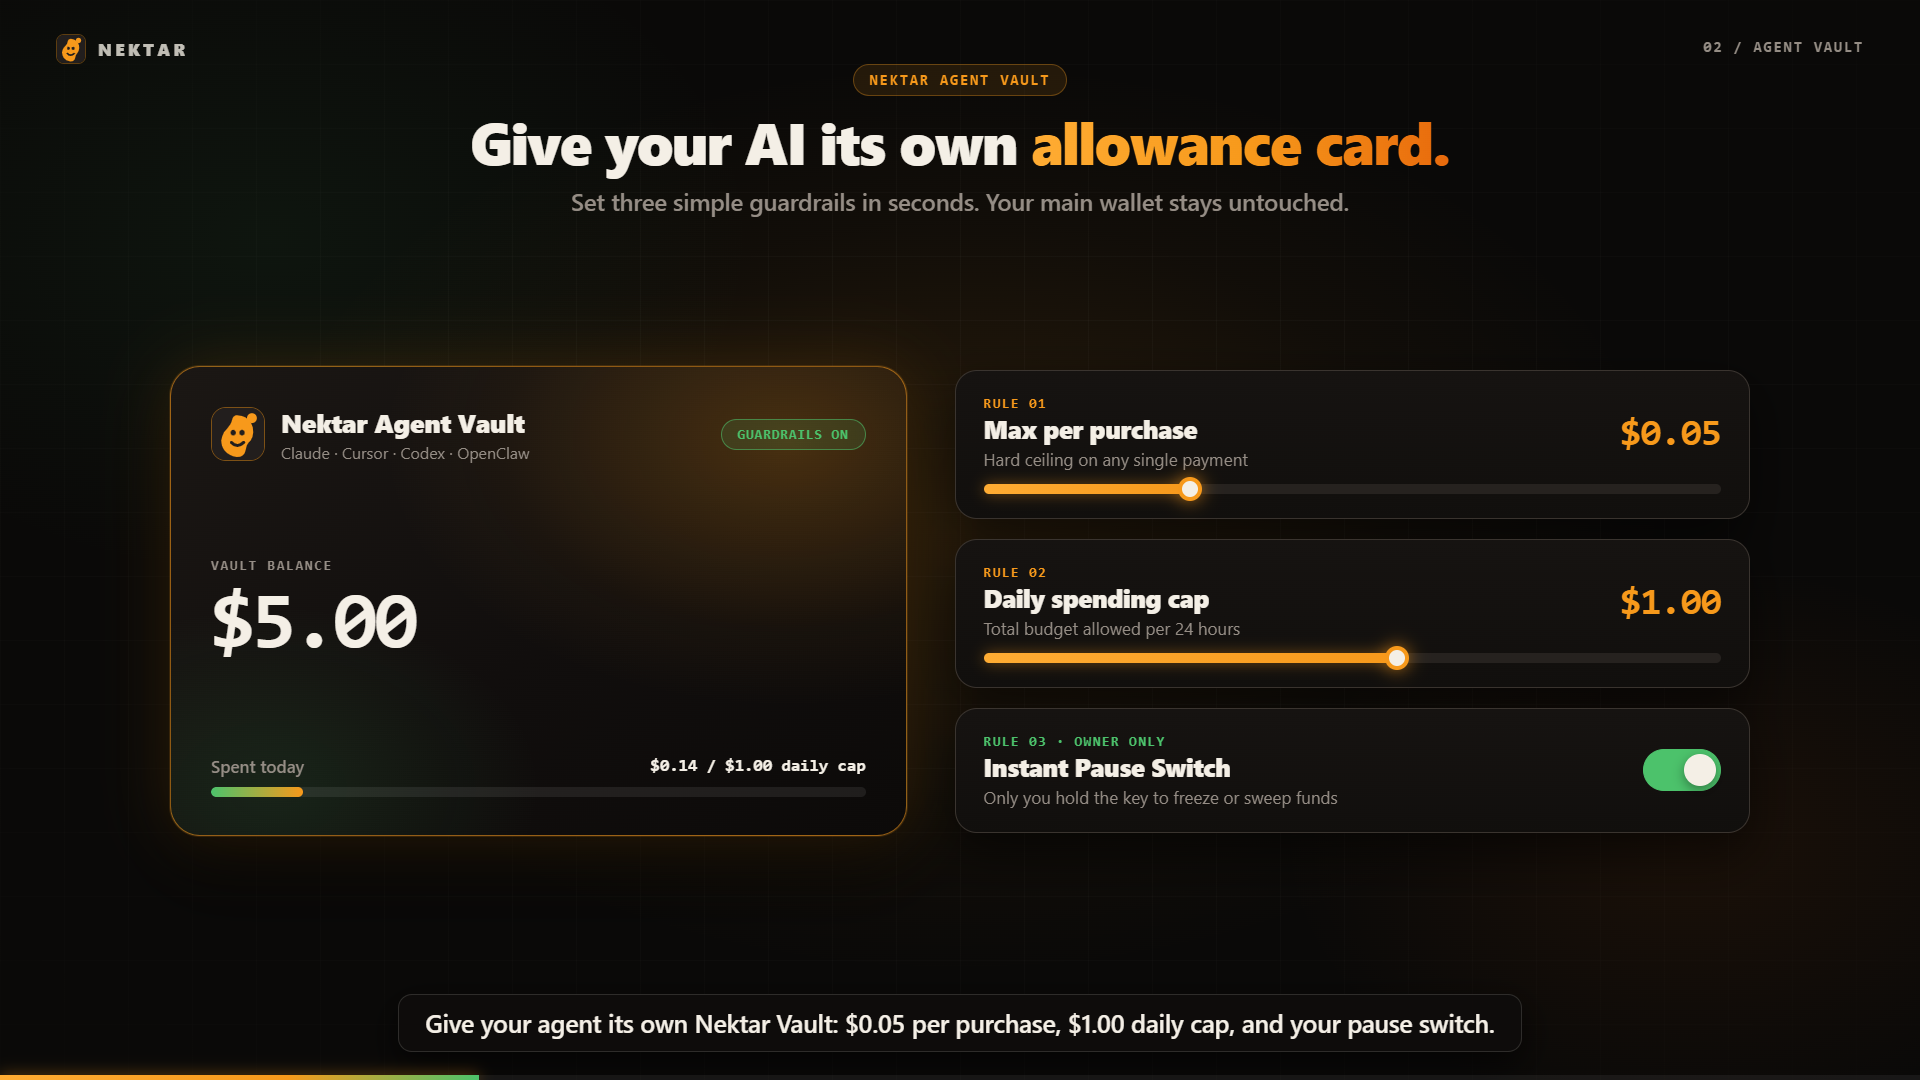 NEKTAR
02 / AGENT VAULT
NEKTAR AGENT VAULT
Give your AI its own allowance card.
Set three simple guardrails in seconds. Your main wallet stays untouched.
Nektar Agent Vault
Claude · Cursor · Codex · OpenClaw
GUARDRAILS ON
VAULT BALANCE
$5.00
Spent today
$0.14 / $1.00 daily cap
RULE 01
Max per purchase
Hard ceiling on any single payment
$0.05
RULE 02
Daily spending cap
Total budget allowed per 24 hours
$1.00
RULE 03 · OWNER ONLY
Instant Pause Switch
Only you hold the key to freeze or sweep funds
Give your agent its own Nektar Vault: $0.05 per purchase, $1.00 daily cap, and your pause switch.